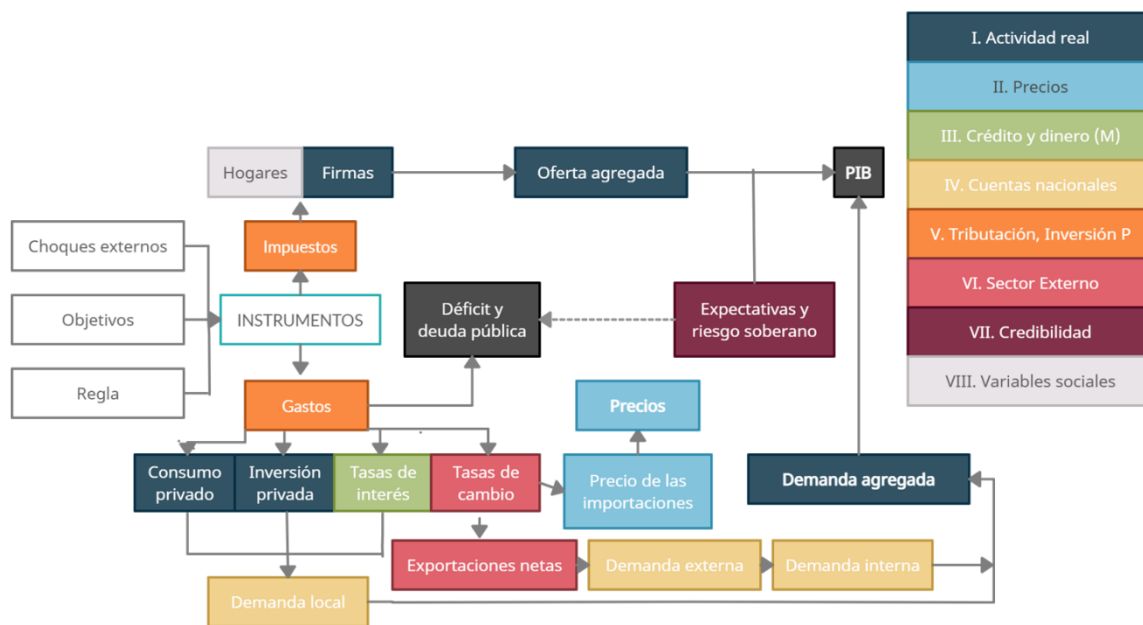 I. Actividad real
II. Precios
III. Crédito y dinero (M)
IV. Cuentas nacionales
V. Tributación, Inversión P
VI. Sector Externo
VII. Credibilidad
VIII. Variables sociales
Hogares
Firmas
Oferta agregada
PIB
Choques externos
Impuestos
Objetivos
INSTRUMENTOS
Déficit y
deuda pública
Expectativas y
riesgo soberano
Regla
Gastos
Precios
Consumo
privado
Inversión
privada
Tasas de
interés
Tasas de
cambio
Precio de las
importaciones
Demanda agregada
Exportaciones netas
Demanda externa
Demanda interna
Demanda local